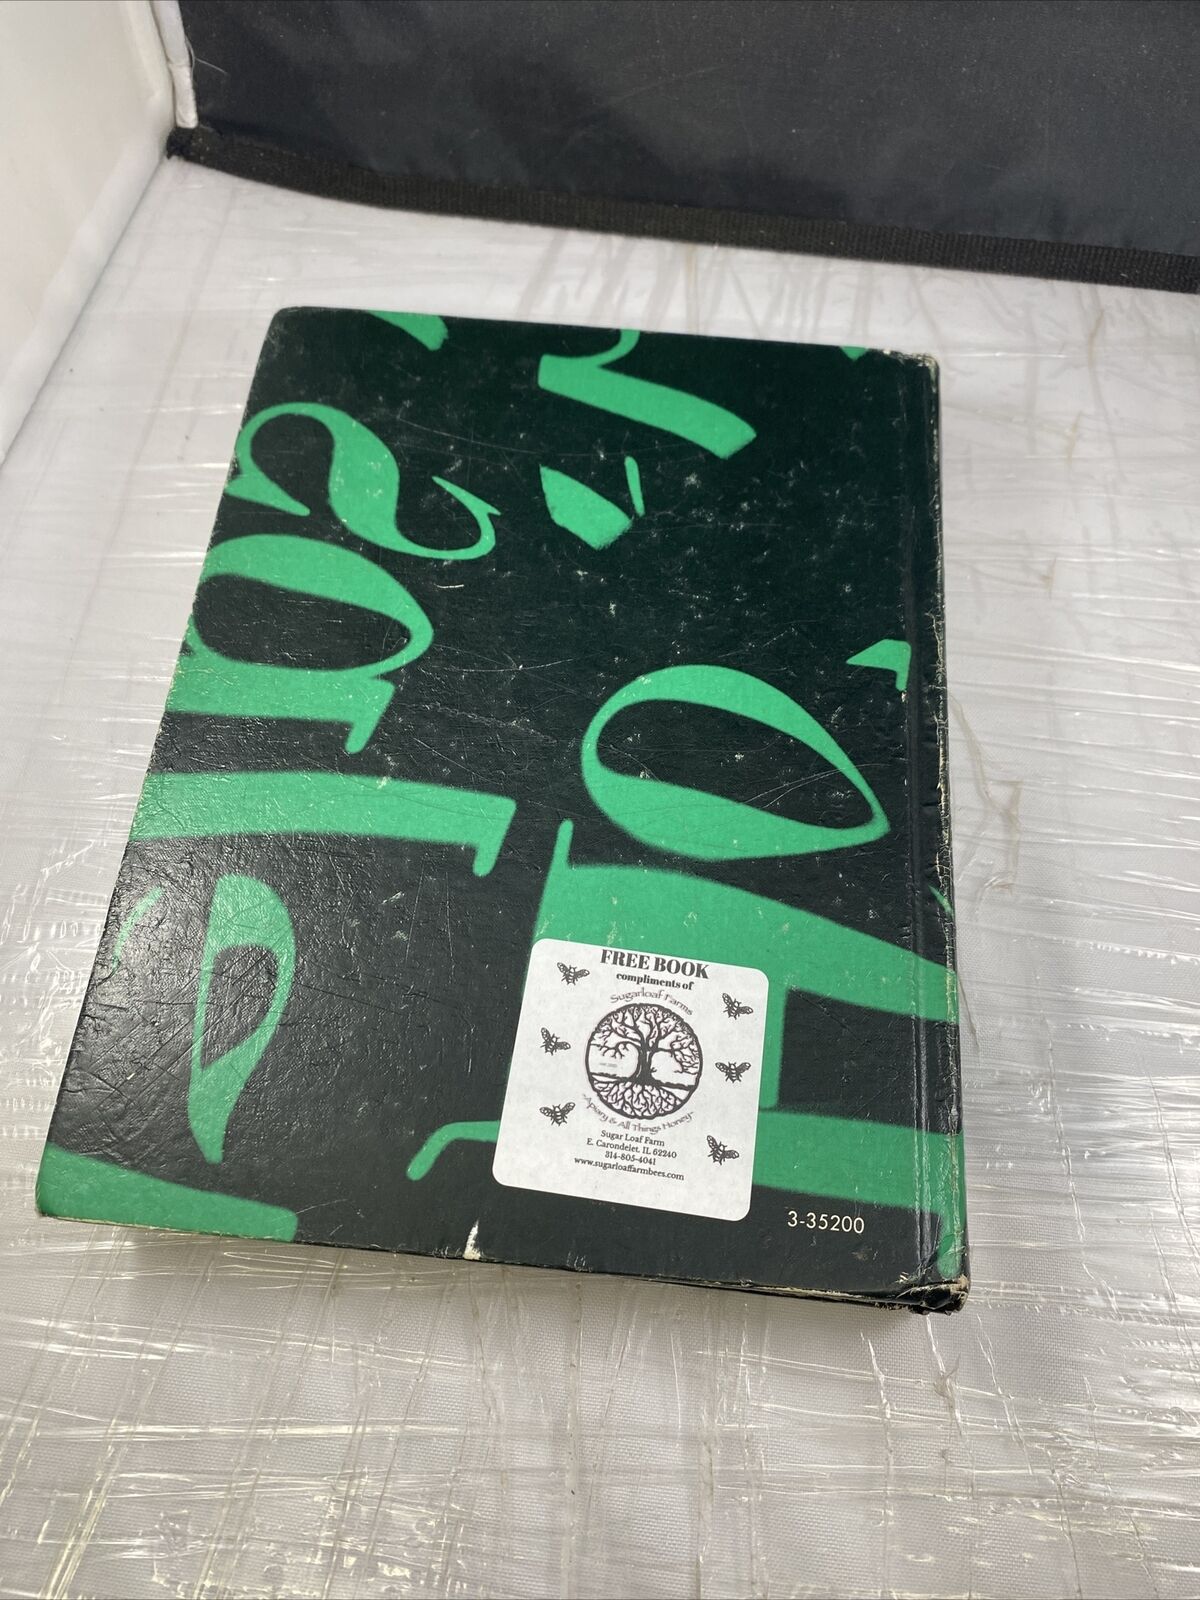 FREE BOOK
compliments of
Sugarloaf Farms
Apiary & All Things Honey
Sugar Loaf Farm
E. Carondelet, IL 62240
314-805-4041
www.sugarloaffarmbees.com
3-35200